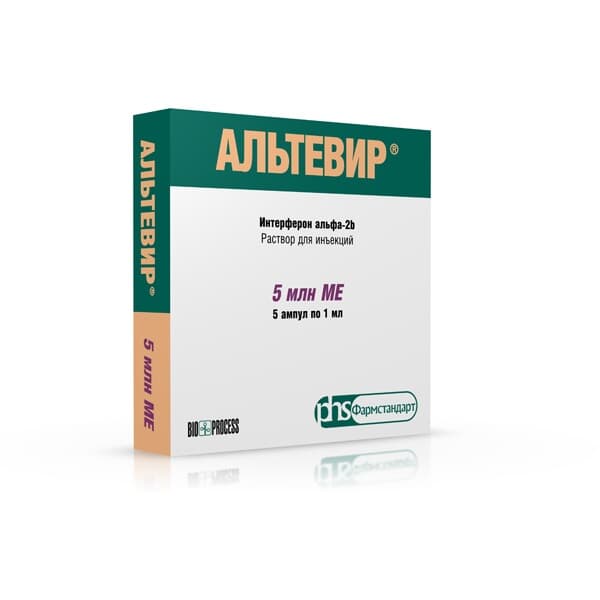 АЛЬТЕВИР®
Интерферон альфа-2b
Раствор для инъекций
5 млн МЕ
5 ампул по 1 мл
BIO PROCESS
phs Фармстандарт
АЛЬТЕВИР®
5 млн МЕ